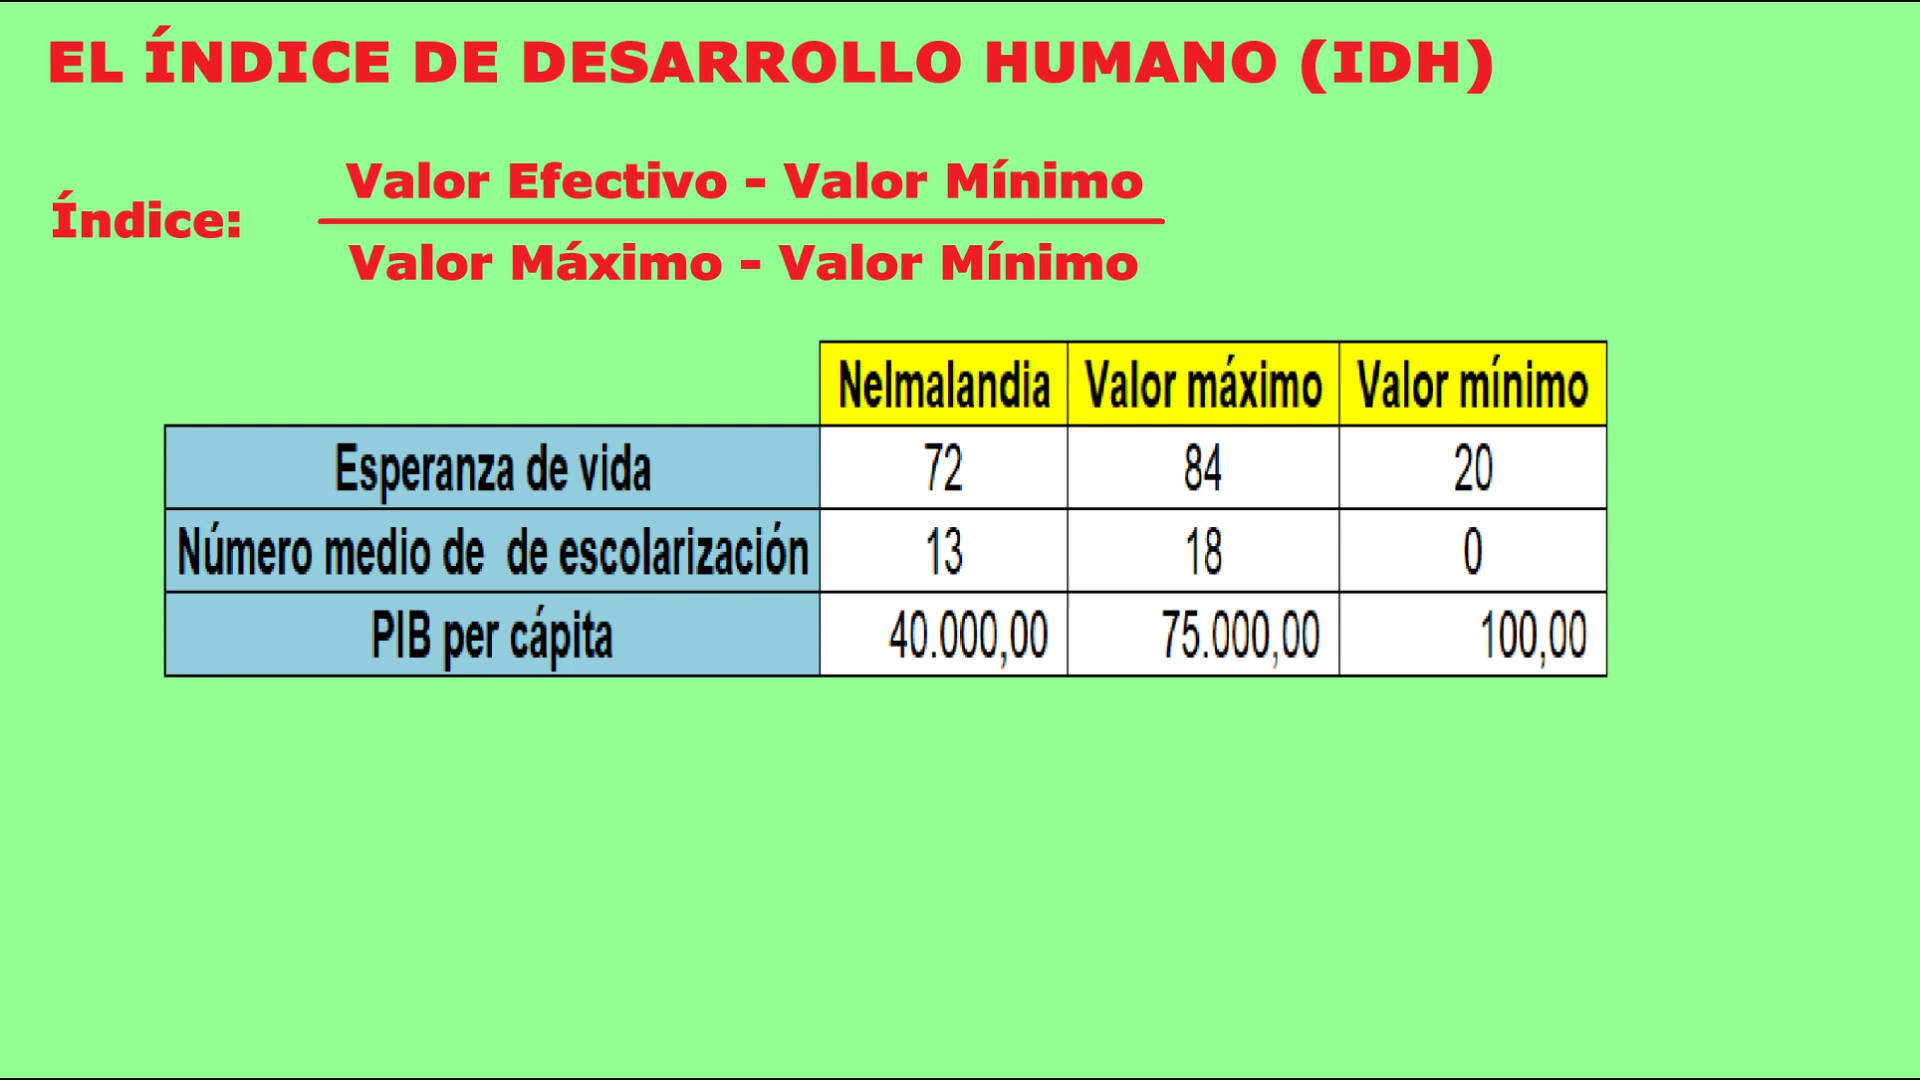 EL ÍNDICE DE DESARROLLO HUMANO (IDH)
Índice:
Valor Efectivo - Valor Mínimo
Valor Máximo - Valor Mínimo
Nelmalandia Valor máximo Valor mínimo
Esperanza de vida 72 84 20
Número medio de de escolarización 13 18 0
PIB per cápita 40.000,00 75.000,00 100,00